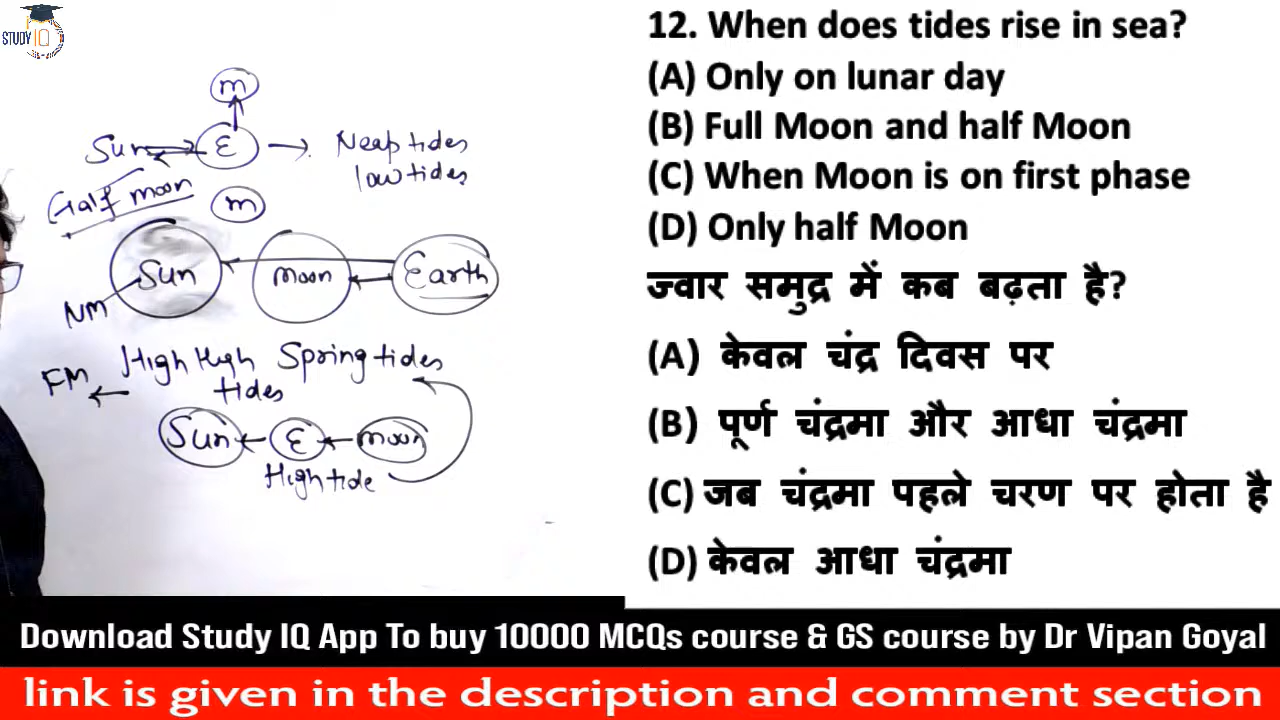 STUDY IQ
m
Sun E → Neap tides
low tides
Half moon
m
Sun moon Earth
NM
High High Spring tides
tides
FM
Sun E moon
High tide
12. When does tides rise in sea?
(A) Only on lunar day
(B) Full Moon and half Moon
(C) When Moon is on first phase
(D) Only half Moon
ज्वार समुद्र में कब बढ़ता है?
(A) केवल चंद्र दिवस पर
(B) पूर्ण चंद्रमा और आधा चंद्रमा
(C) जब चंद्रमा पहले चरण पर होता है
(D) केवल आधा चंद्रमा
Download Study IQ App To buy 10000 MCQs course & GS course by Dr Vipan Goyal
link is given in the description and comment section